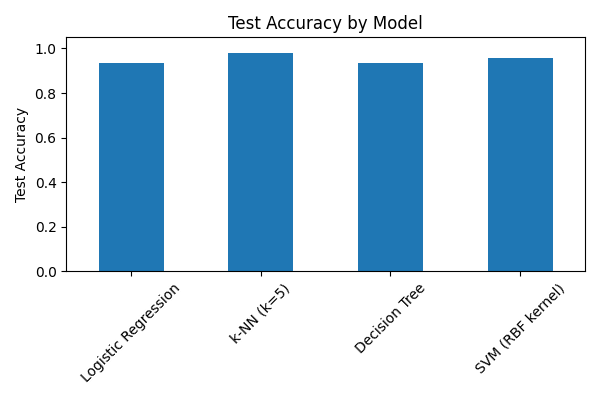 Test Accuracy by Model
Test Accuracy
1.0
0.8
0.6
0.4
0.2
0.0
Logistic Regression
k-NN (k=5)
Decision Tree
SVM (RBF kernel)